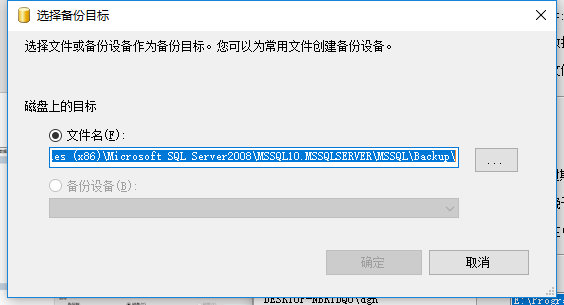 选择备份目标
选择文件或备份设备作为备份目标。您可以为常用文件创建备份设备。
磁盘上的目标
文件名(F):
es (x86)\Microsoft SQL Server2008\MSSQL10.MSSQLSERVER\MSSQL\Backup\
...
备份设备(B):
确定
取消
E:\Progr